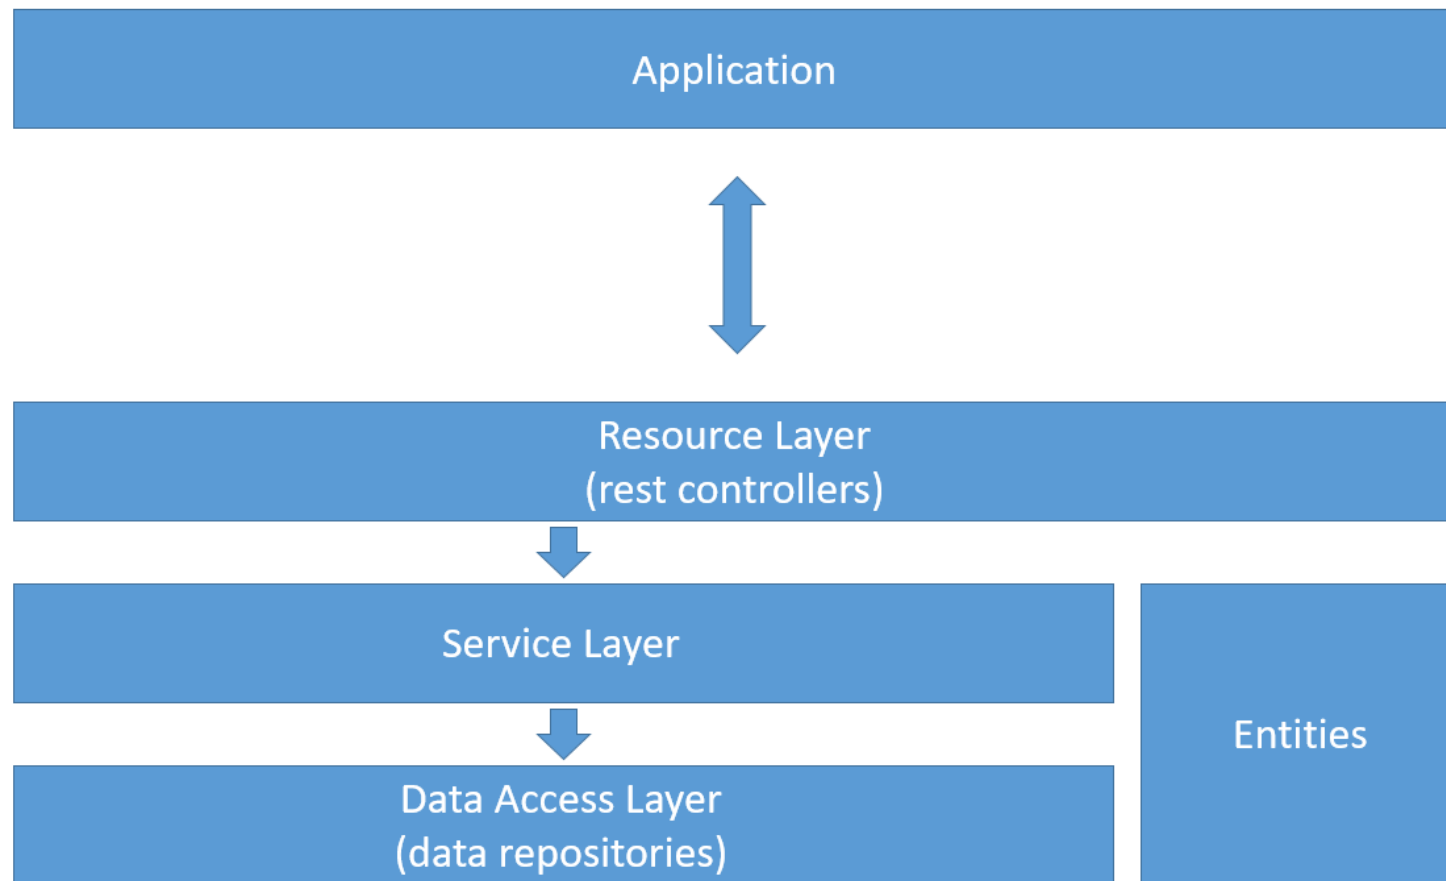 Application
Resource Layer
(rest controllers)
Service Layer
Entities
Data Access Layer
(data repositories)